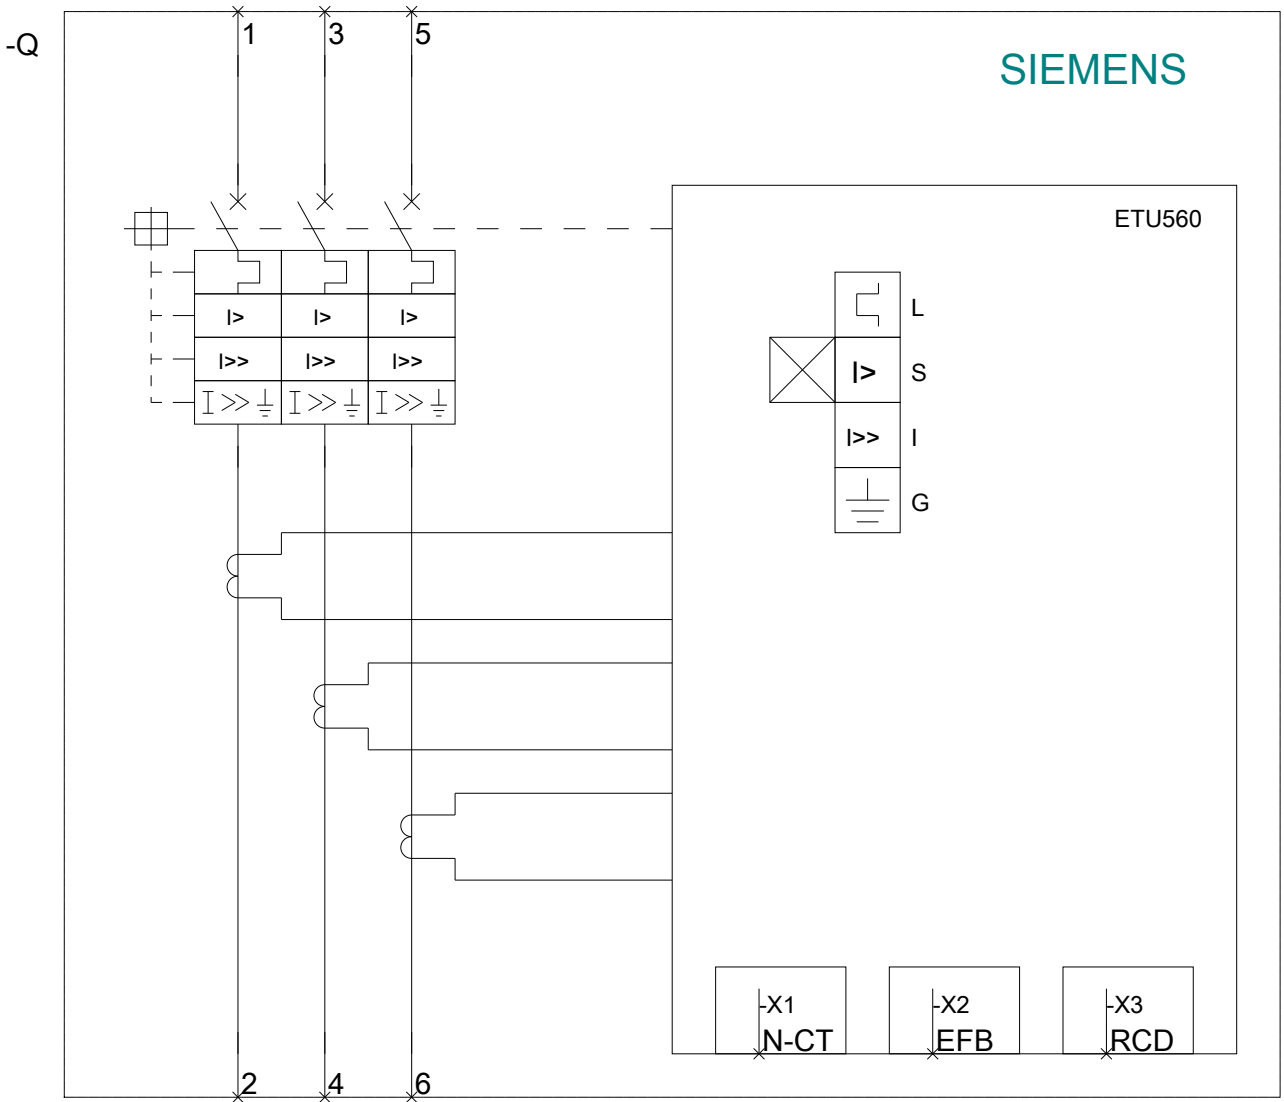 1 3 5
-Q
SIEMENS
ETU560
L
I> I> I> I> S
I>> I>> I>> I>> I
I >> I >> I >>
G
-X1 -X2 -X3
N-CT EFB RCD
2 4 6